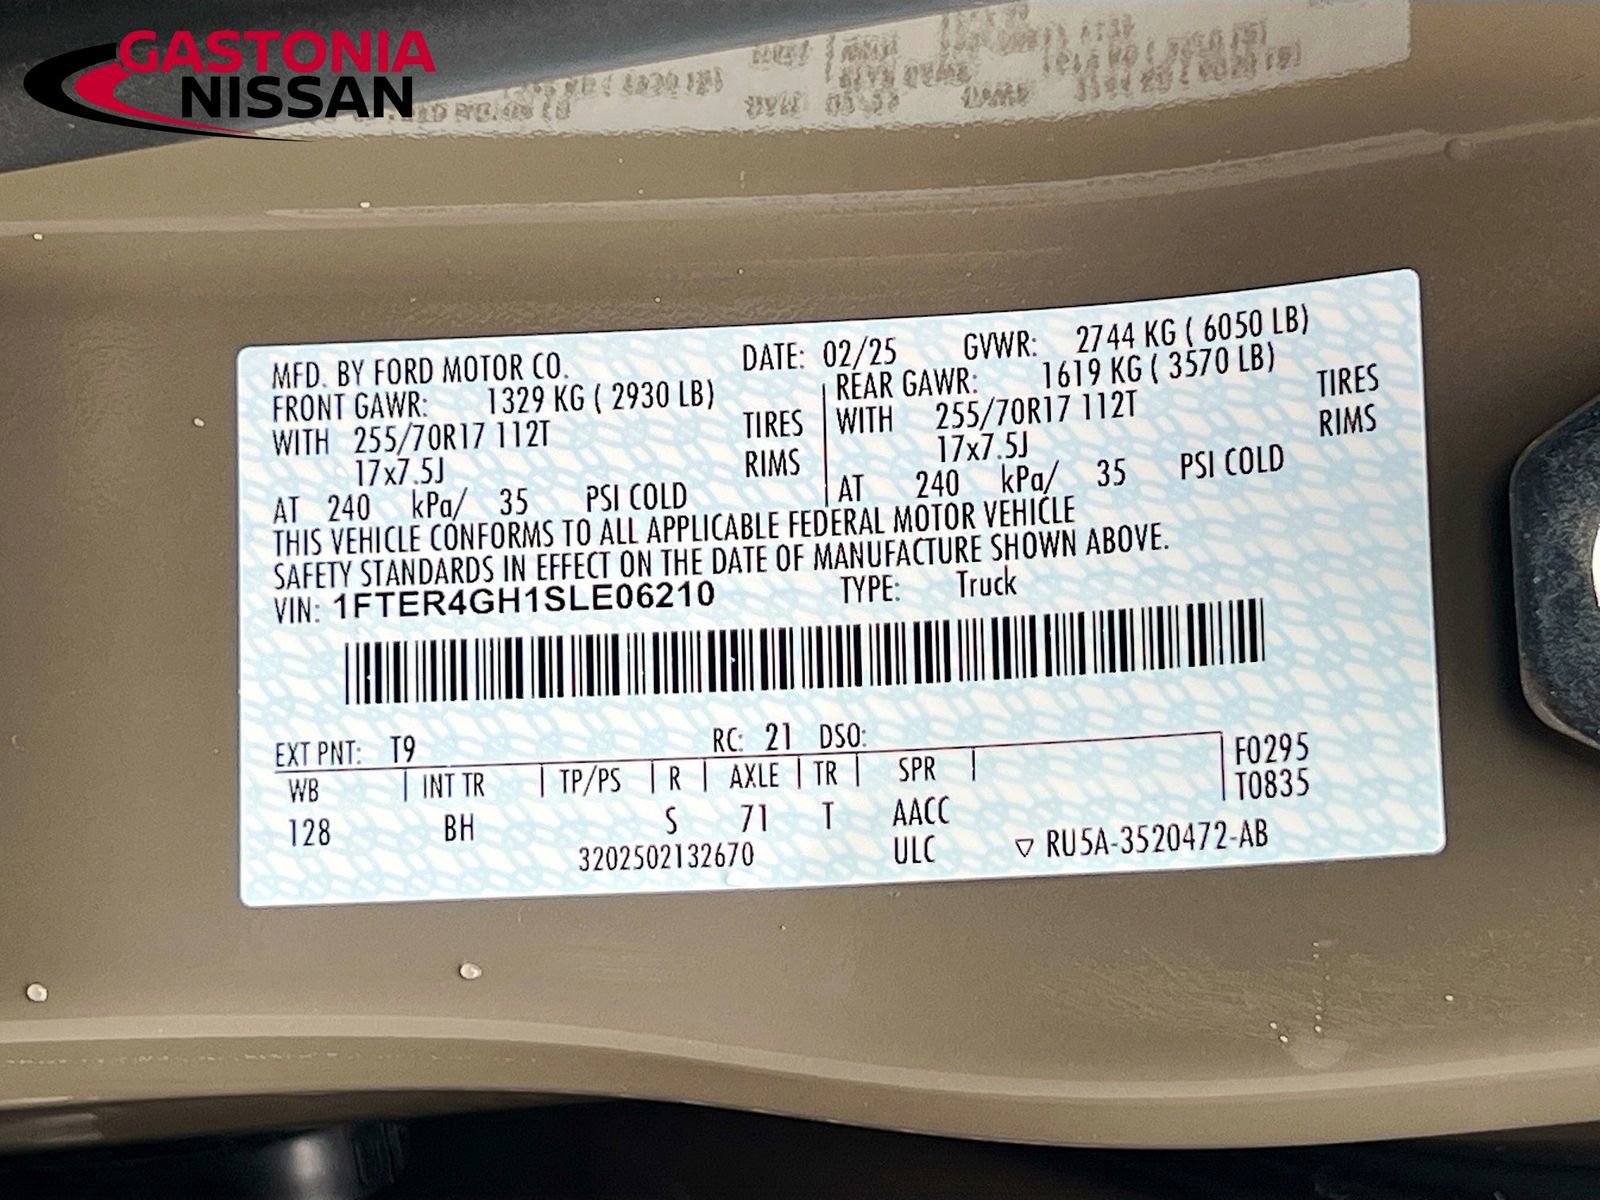 GASTONIA
NISSAN
MFD. BY FORD MOTOR CO. DATE: 02/25 GVWR: 2744 KG ( 6050 LB)
FRONT GAWR: 1329 KG ( 2930 LB) REAR GAWR: 1619 KG ( 3570 LB)
WITH 255/70R17 112T TIRES WITH 255/70R17 112T TIRES
17x7.5J RIMS 17x7.5J RIMS
AT 240 kPa/ 35 PSI COLD AT 240 kPa/ 35 PSI COLD
THIS VEHICLE CONFORMS TO ALL APPLICABLE FEDERAL MOTOR VEHICLE
SAFETY STANDARDS IN EFFECT ON THE DATE OF MANUFACTURE SHOWN ABOVE.
VIN: 1FTER4GH1SLE06210 TYPE: Truck
EXT PNT: T9 RC: 21 DSO: F0295
WB INT TR TP/PS R AXLE TR SPR T0835
128 BH S 71 T AACC
3202502132670 ULC ▽ RU5A-3520472-AB